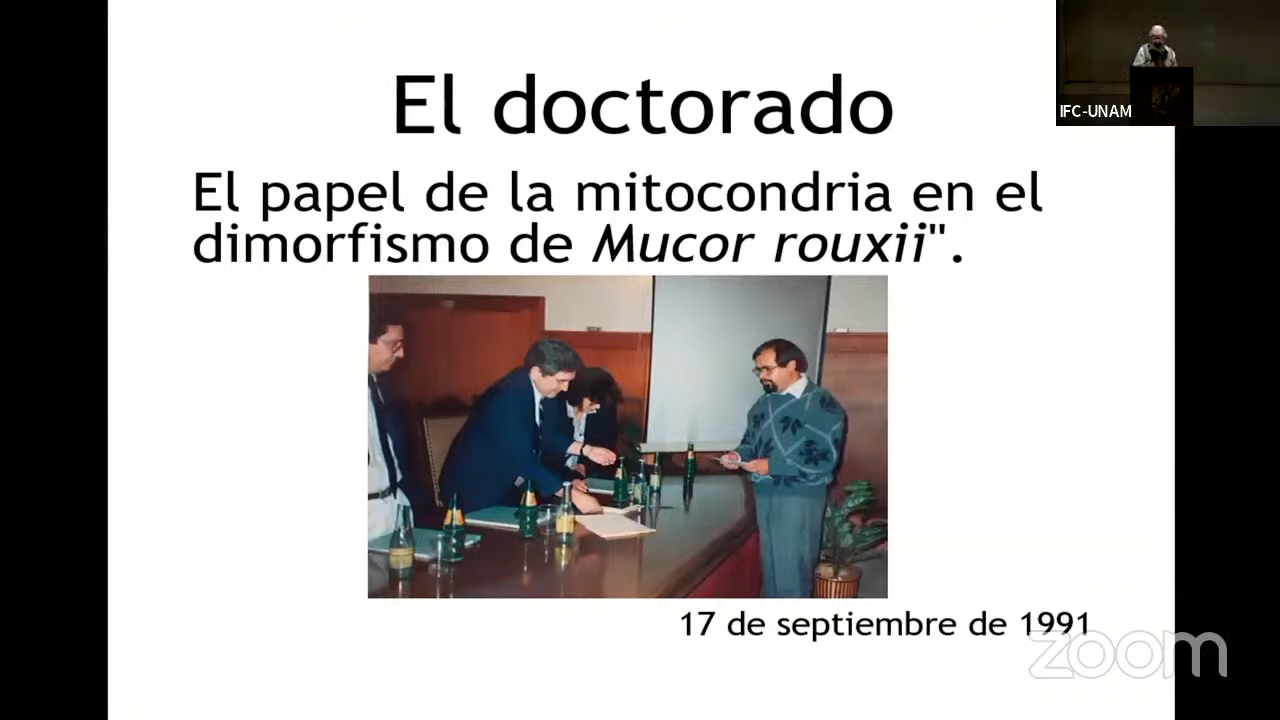 El doctorado
IFC-UNAM
El papel de la mitocondria en el
dimorfismo de Mucor rouxii".
17 de septiembre de 1991
zoom